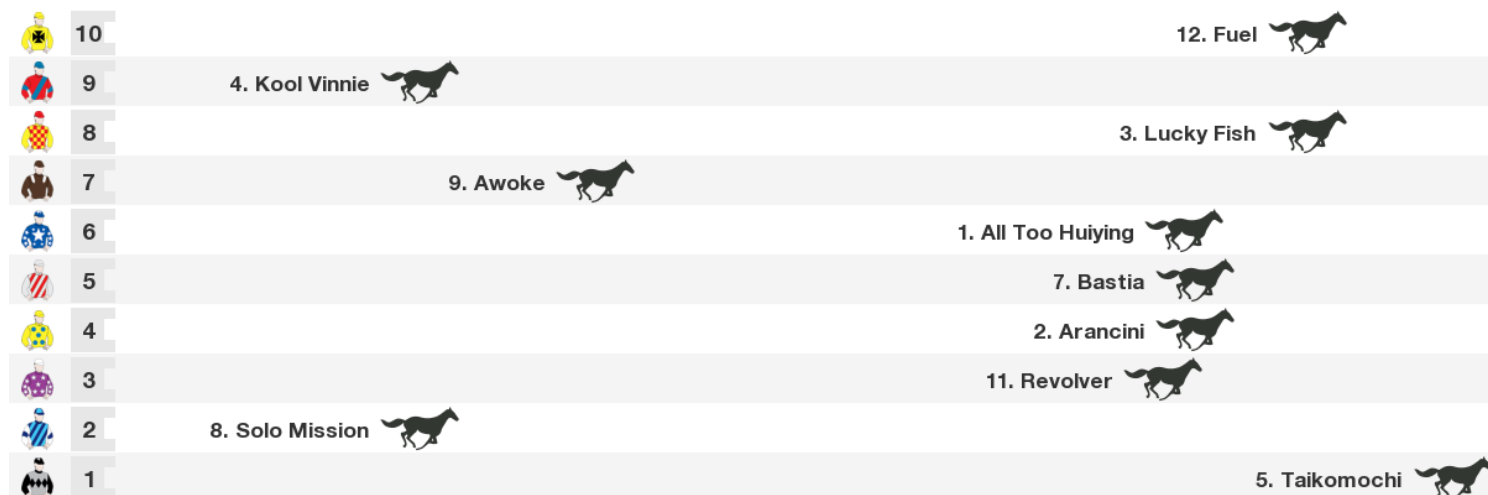 10 12. Fuel
9 4. Kool Vinnie
8 3. Lucky Fish
7 9. Awoke
6 1. All Too Huiying
5 7. Bastia
4 2. Arancini
3 11. Revolver
2 8. Solo Mission
1 5. Taikomochi